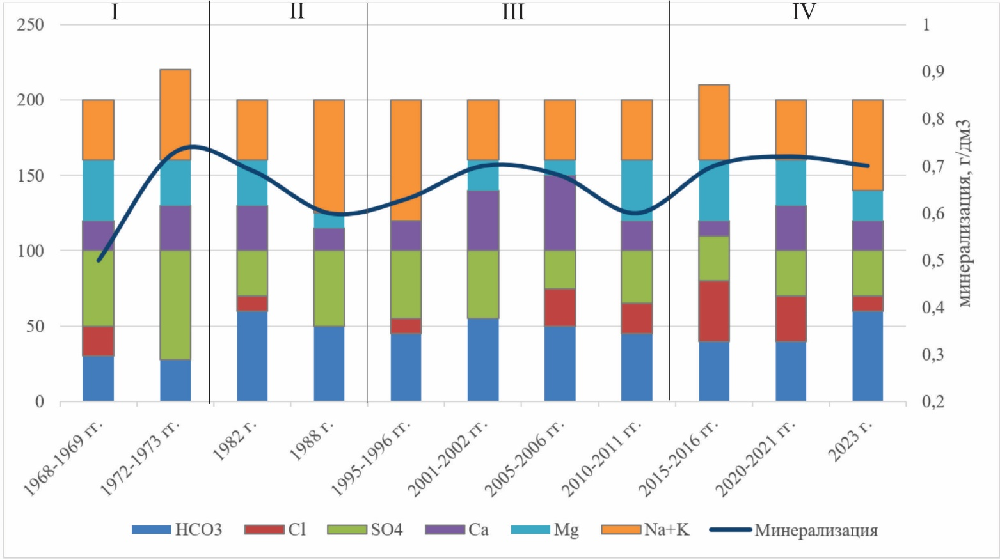 I II III IV
250
200
150
100
50
0
1
0,9
0,8
0,7
0,6
0,5
0,4
0,3
0,2
минерализация, г/дм3
1968-1969 гг.
1972-1973 гг.
1982 г.
1988 г.
1995-1996 гг.
2001-2002 гг.
2005-2006 гг.
2010-2011 гг.
2015-2016 гг.
2020-2021 гг.
2023 г.
HCO3 Cl SO4 Ca Mg Na+K Минерализация